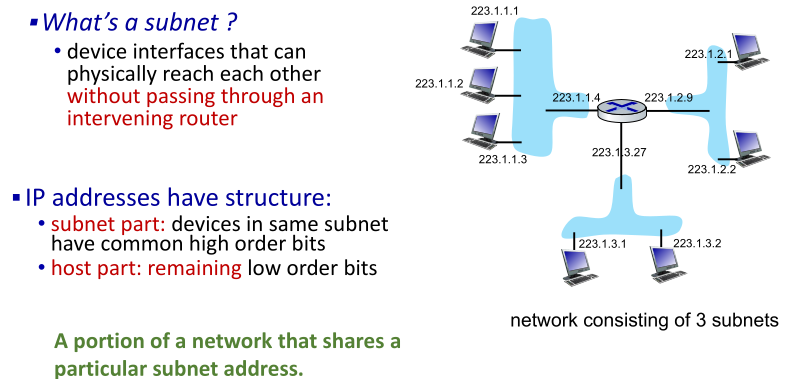 ▪ What's a subnet ?
• device interfaces that can
physically reach each other
without passing through an
intervening router
▪ IP addresses have structure:
• subnet part: devices in same subnet
have common high order bits
• host part: remaining low order bits
A portion of a network that shares a
particular subnet address.
223.1.1.1
223.1.1.2
223.1.1.3
223.1.1.4
223.1.2.9
223.1.2.1
223.1.2.2
223.1.3.27
223.1.3.1
223.1.3.2
network consisting of 3 subnets